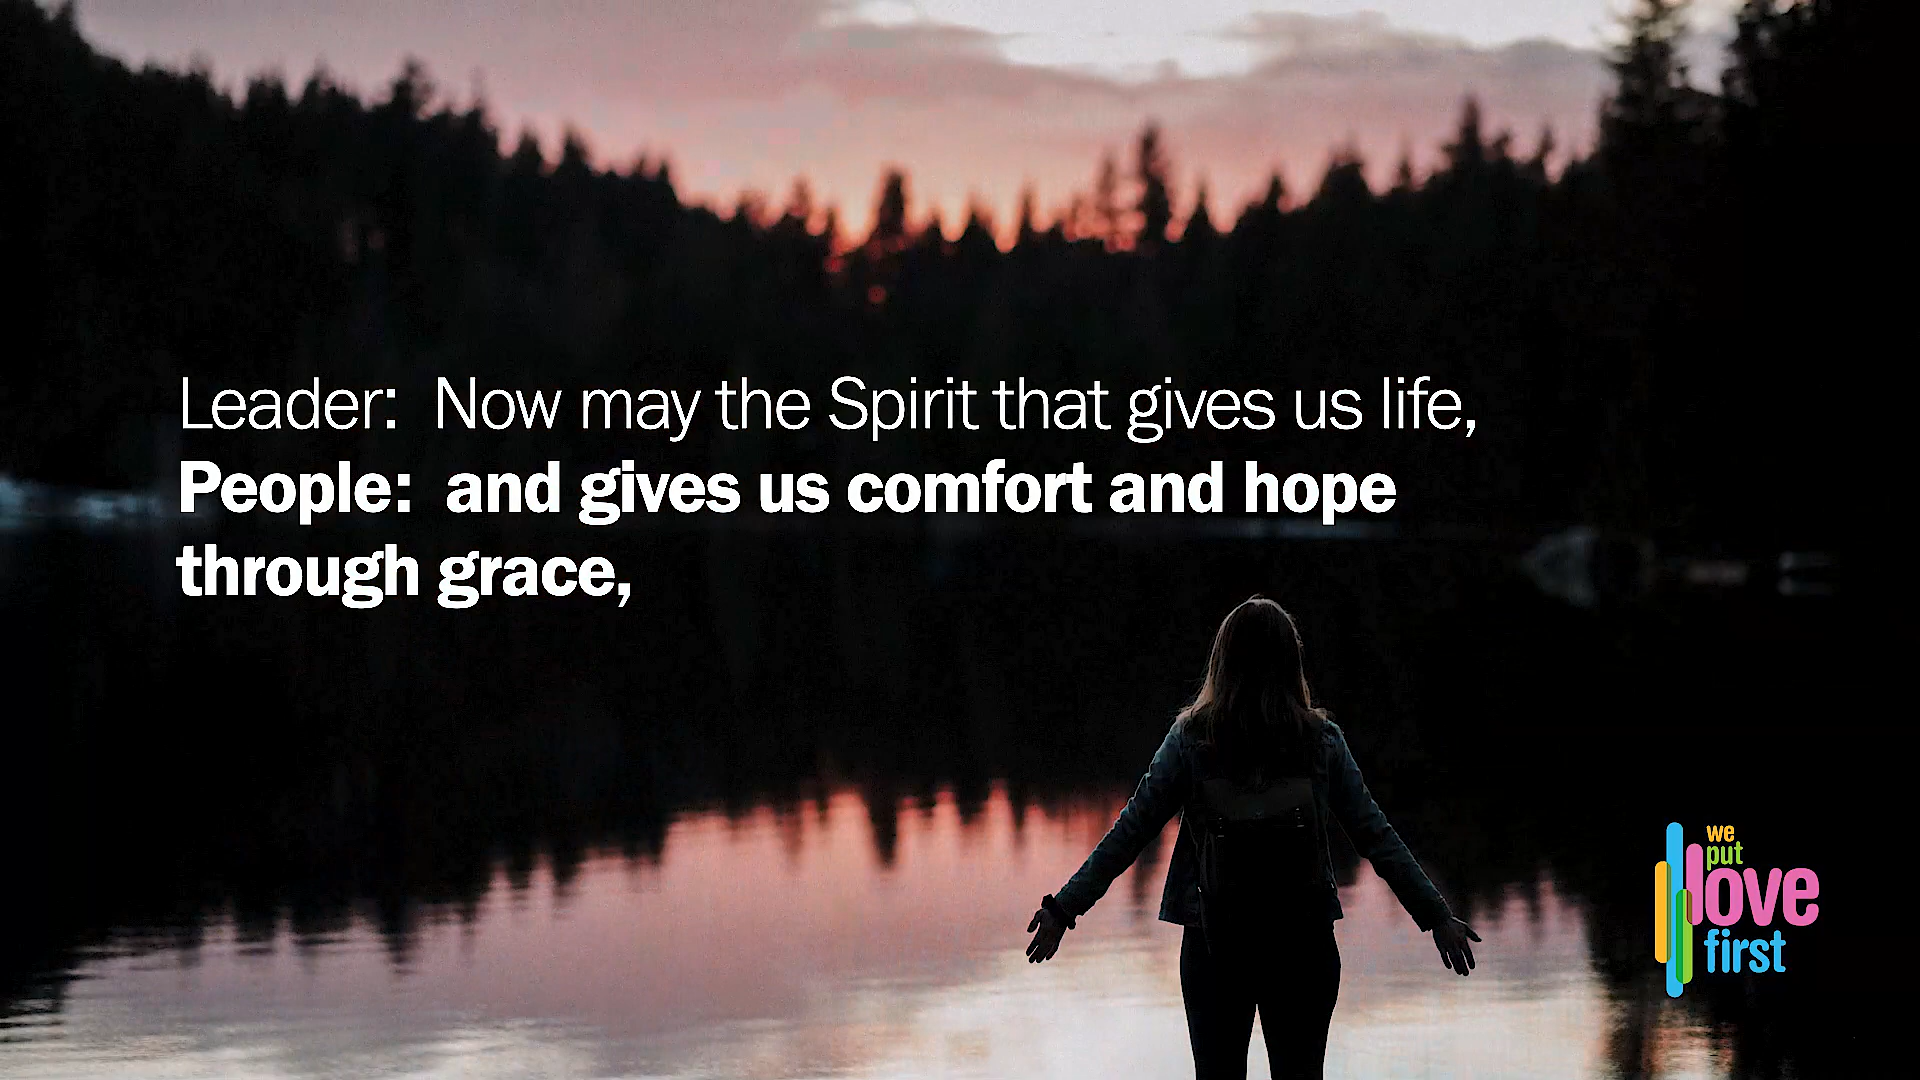 Leader:  Now may the Spirit that gives us life,
People:  and gives us comfort and hope
through grace,
we
put
love
first